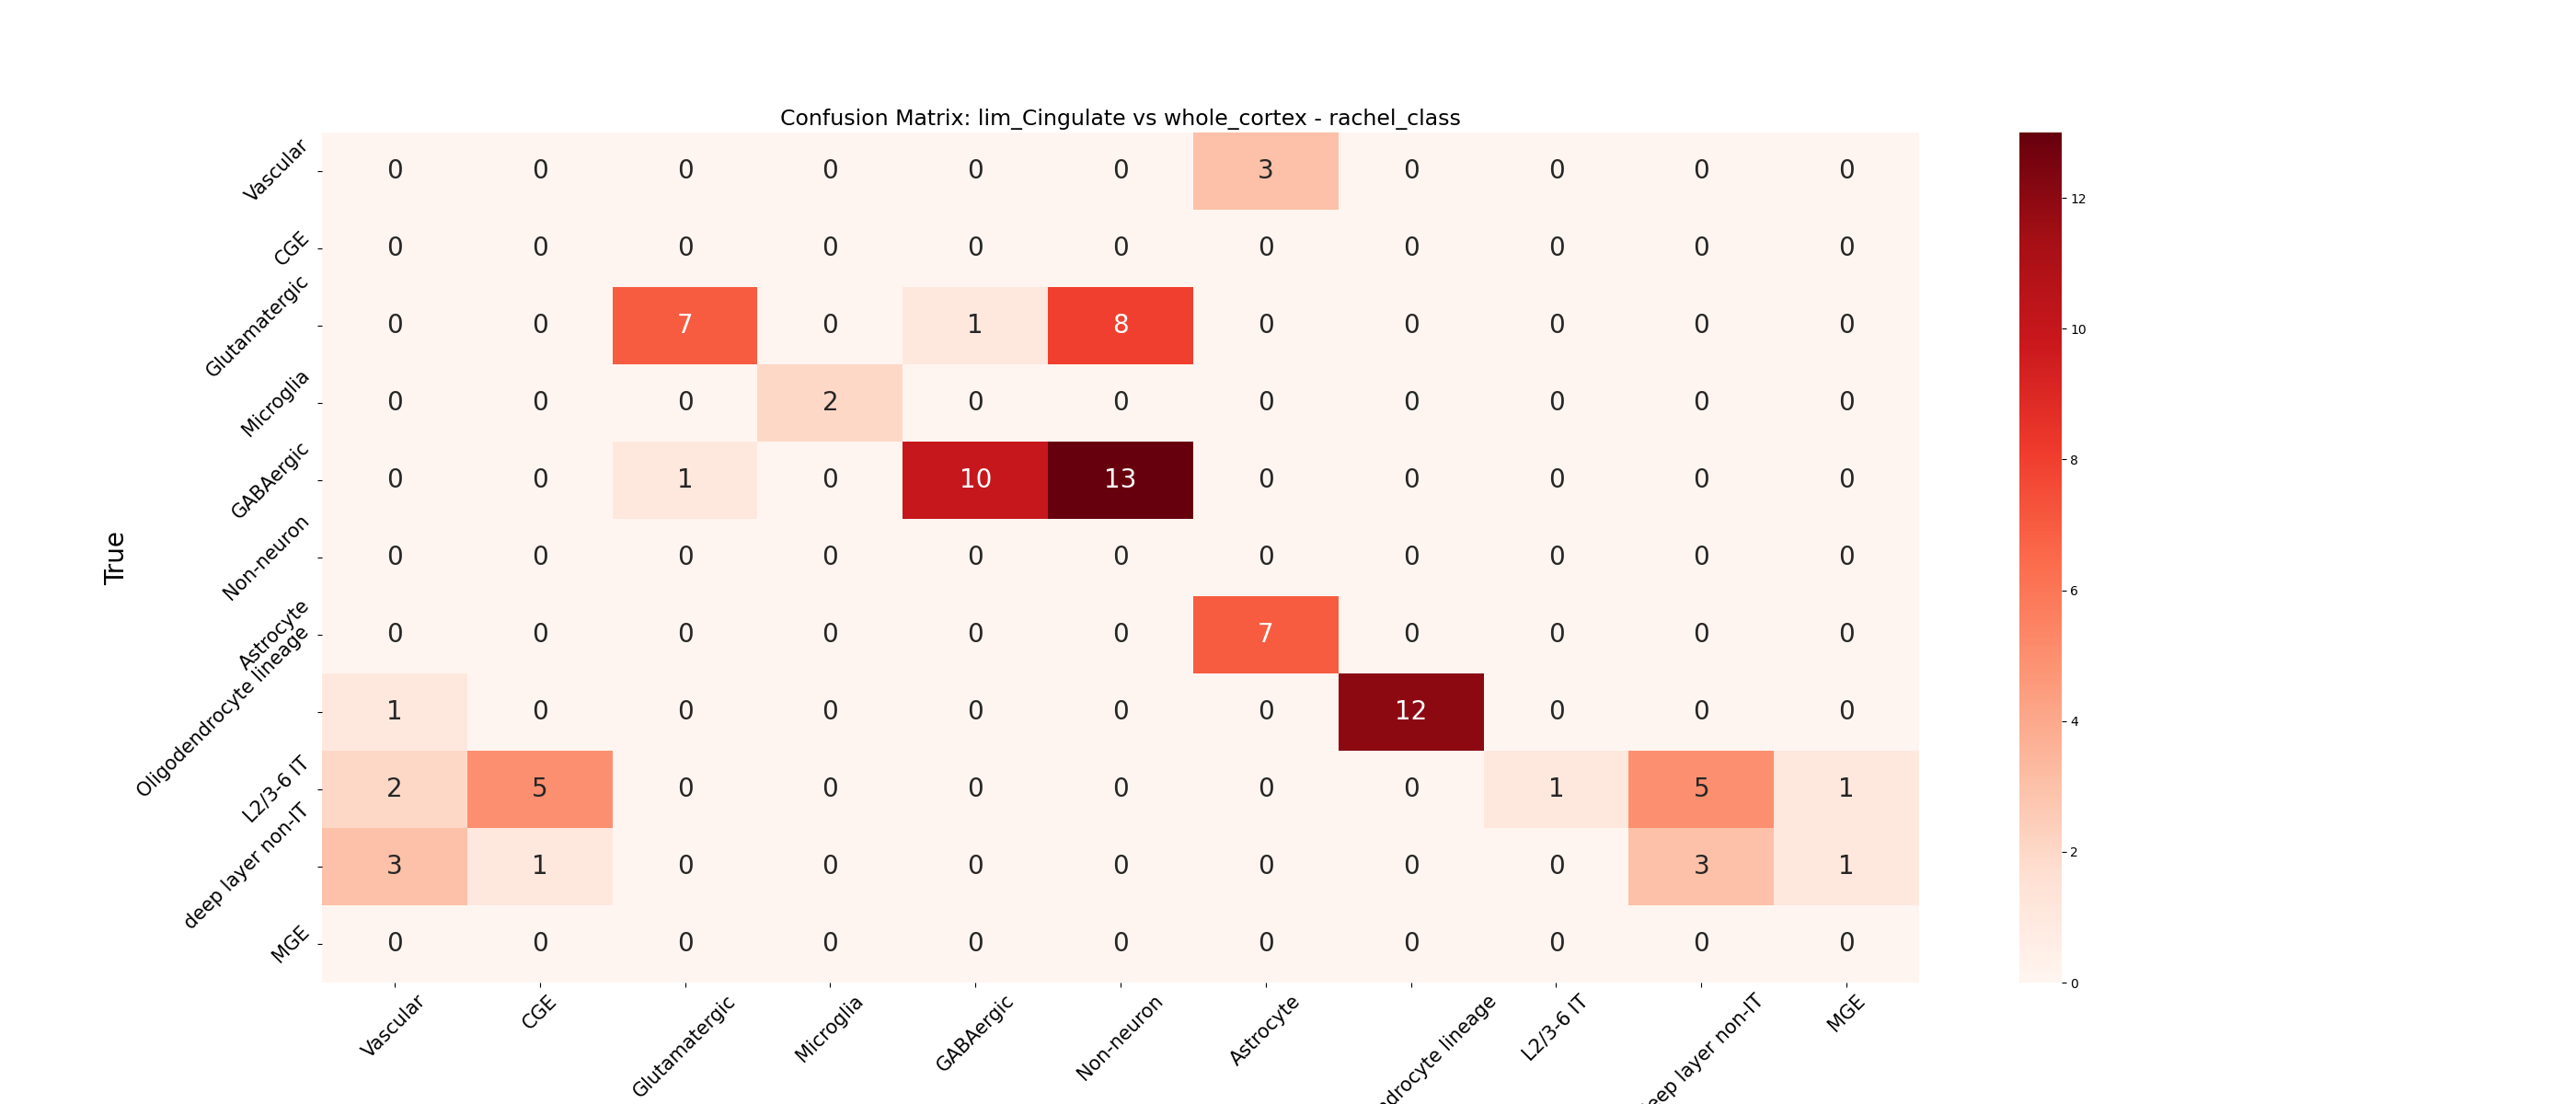 Confusion Matrix: lim_Cingulate vs whole_cortex - rachel_class
True
Vascular 0 0 0 0 0 0 3 0 0 0 0
CGE 0 0 0 0 0 0 0 0 0 0 0
Glutamatergic 0 0 7 0 1 8 0 0 0 0 0
Microglia 0 0 0 2 0 0 0 0 0 0 0
GABAergic 0 0 1 0 10 13 0 0 0 0 0
Non-neuron 0 0 0 0 0 0 0 0 0 0 0
Astrocyte 0 0 0 0 0 0 7 0 0 0 0
Oligodendrocyte lineage 1 0 0 0 0 0 0 12 0 0 0
L2/3-6 IT 2 5 0 0 0 0 0 0 1 5 1
deep layer non-IT 3 1 0 0 0 0 0 0 0 3 1
MGE 0 0 0 0 0 0 0 0 0 0 0
Vascular CGE Glutamatergic Microglia GABAergic Non-neuron Astrocyte lineage L2/3-6 IT layer non-IT MGE
12
10
8
6
4
2
0